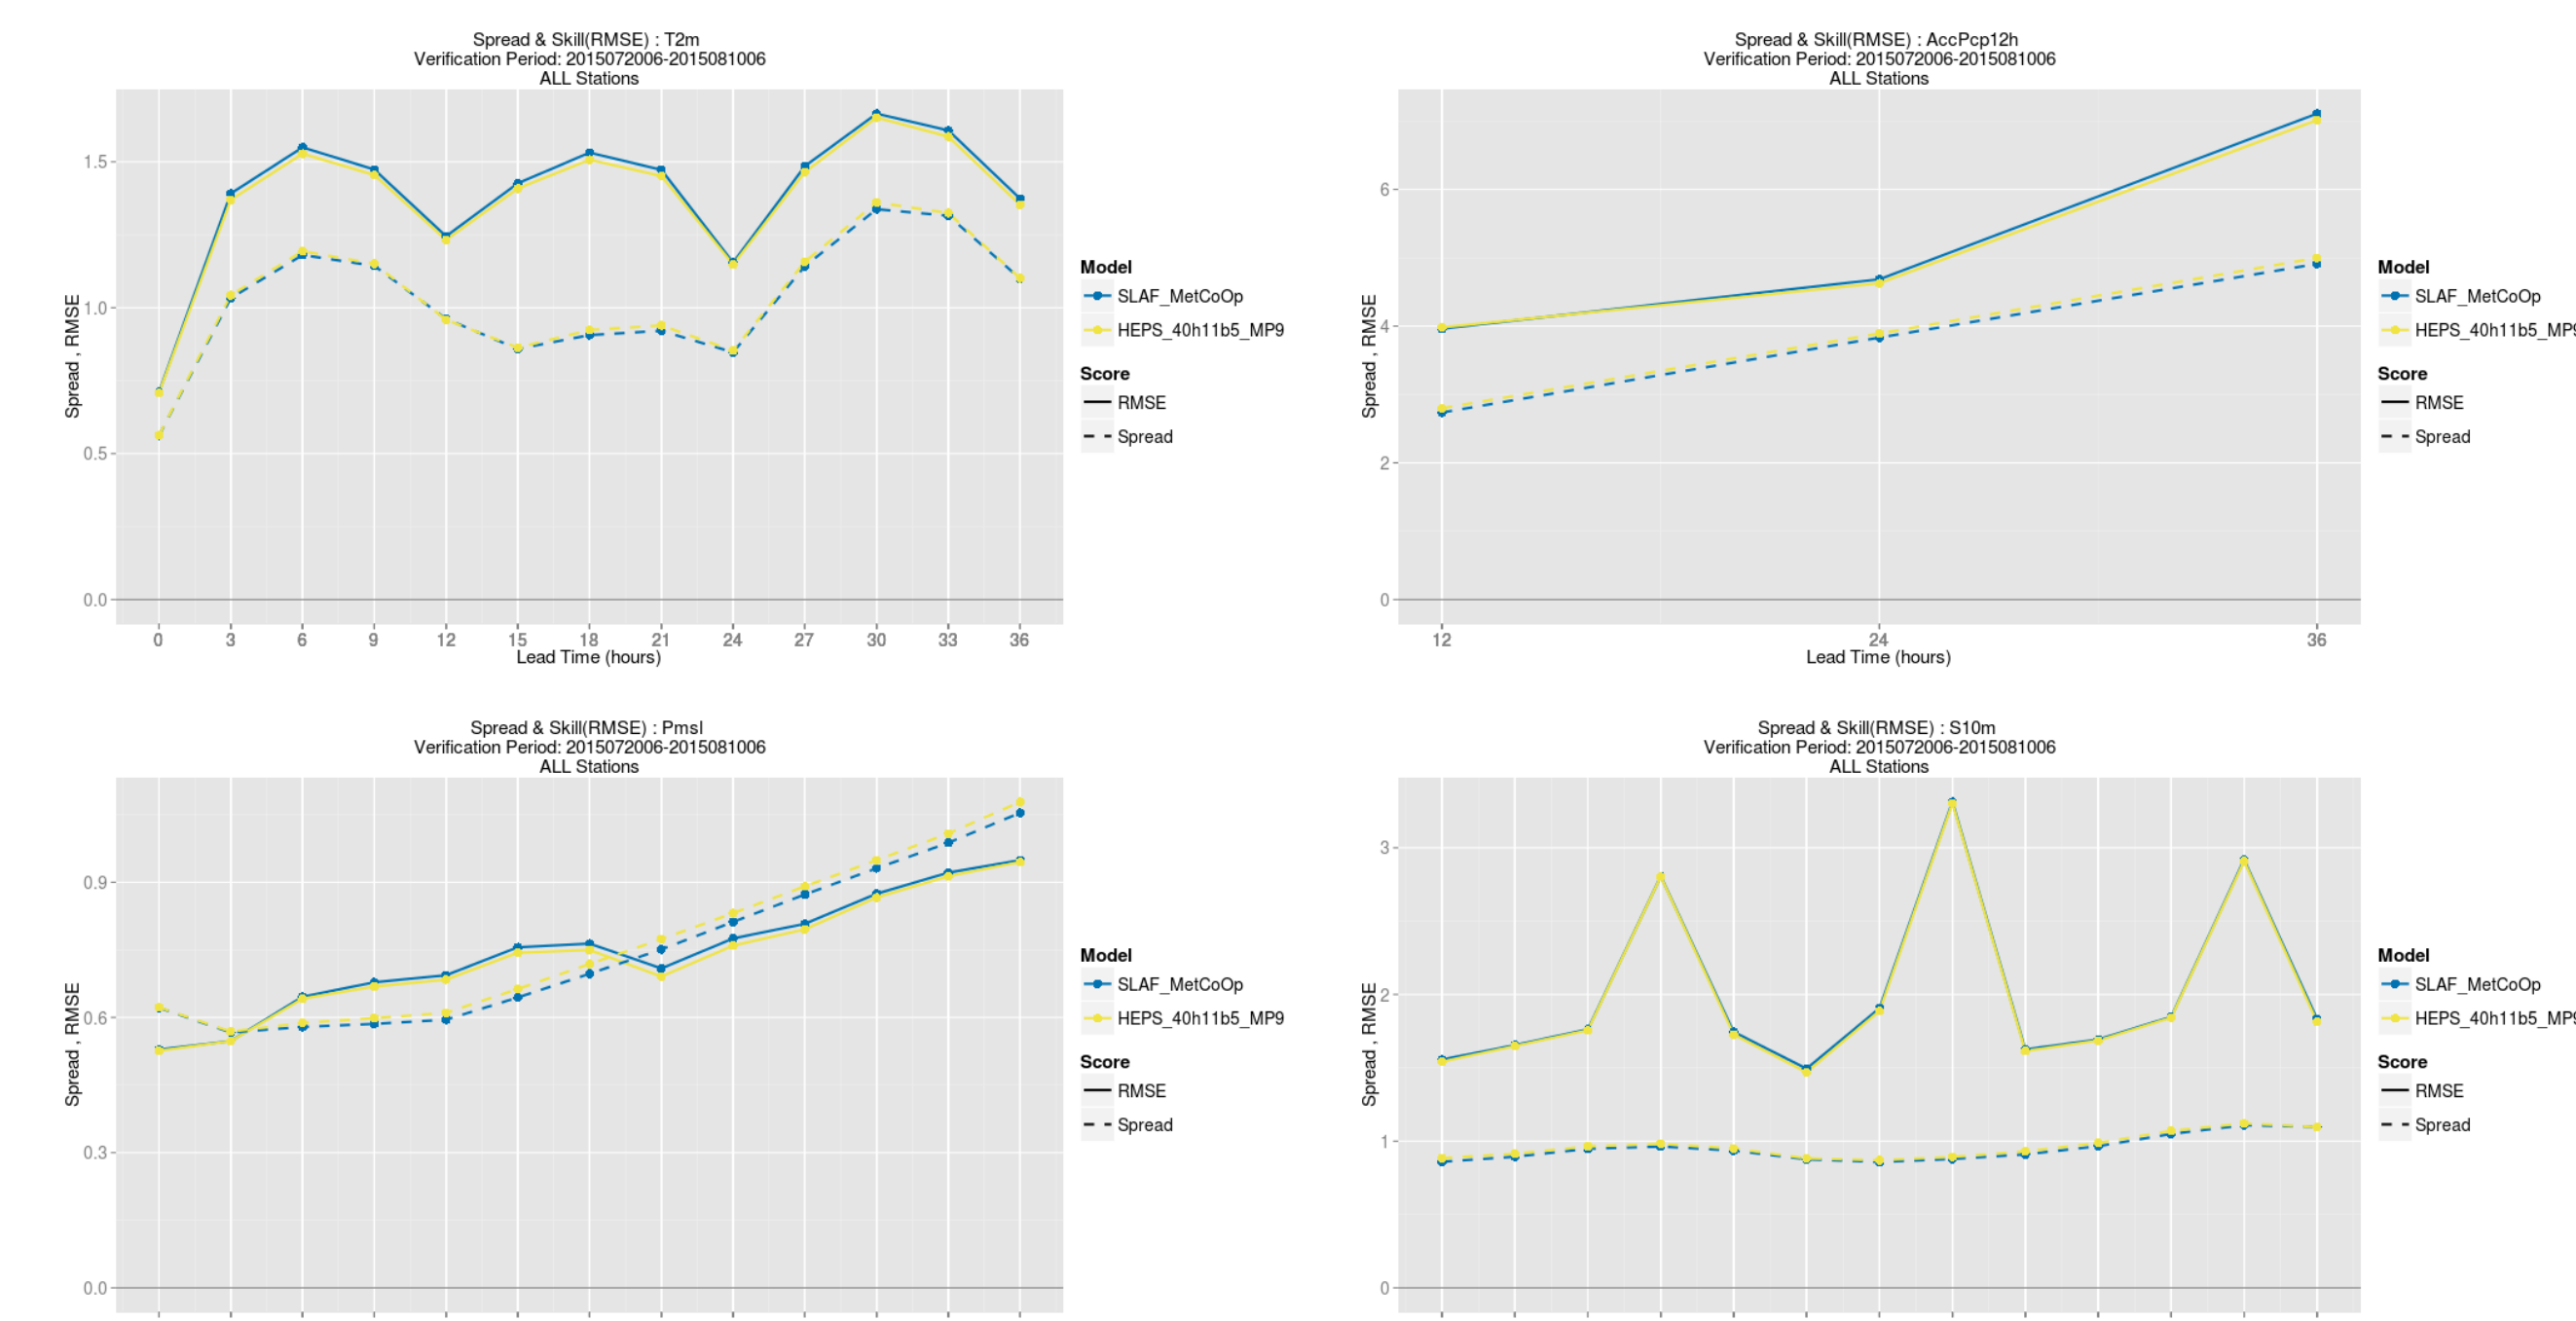 Spread & Skill(RMSE) : T2m
Verification Period: 2015072006-2015081006
ALL Stations
Spread , RMSE
1.5
1.0
0.5
0.0
0 3 6 9 12 15 18 21 24 27 30 33 36
Lead Time (hours)
Model
SLAF_MetCoOp
HEPS_40h11b5_MP9
Score
RMSE
Spread
Spread & Skill(RMSE) : AccPcp12h
Verification Period: 2015072006-2015081006
ALL Stations
Spread , RMSE
6
4
2
0
12 24 36
Lead Time (hours)
Model
SLAF_MetCoOp
HEPS_40h11b5_MP9
Score
RMSE
Spread
Spread & Skill(RMSE) : Pmsl
Verification Period: 2015072006-2015081006
ALL Stations
Spread , RMSE
0.9
0.6
0.3
0.0
Model
SLAF_MetCoOp
HEPS_40h11b5_MP9
Score
RMSE
Spread
Spread & Skill(RMSE) : S10m
Verification Period: 2015072006-2015081006
ALL Stations
Spread , RMSE
3
2
1
0
Model
SLAF_MetCoOp
HEPS_40h11b5_MP9
Score
RMSE
Spread